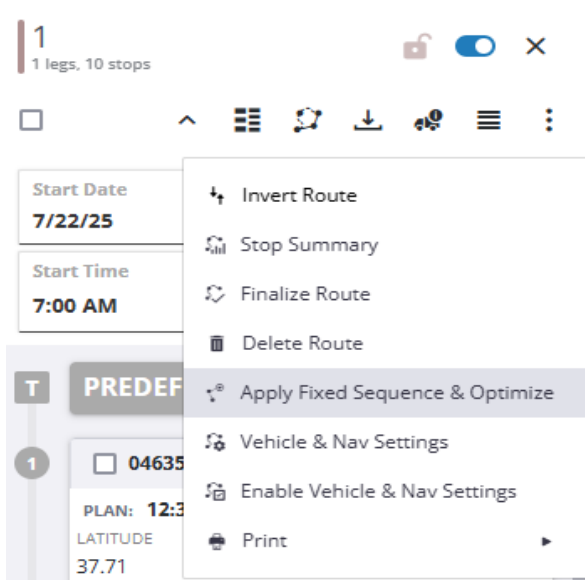 1
1 legs, 10 stops
Start Date
7/22/25
Start Time
7:00 AM
Invert Route
Stop Summary
Finalize Route
Delete Route
Apply Fixed Sequence & Optimize
Vehicle & Nav Settings
Enable Vehicle & Nav Settings
Print
T
PREDEF
1
04635
PLAN: 12:3
LATITUDE
37.71